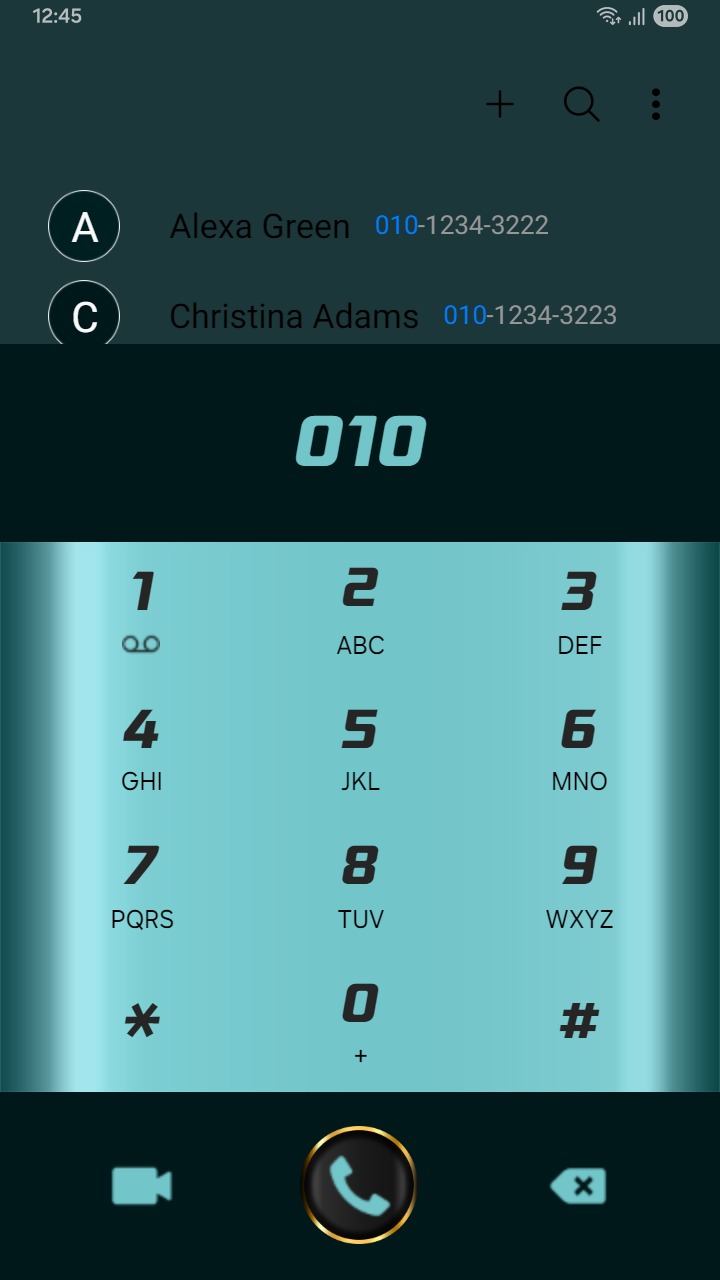 12:45 100
A Alexa Green 010-1234-3222
C Christina Adams 010-1234-3223
010
1 2 3
ABC DEF
4 5 6
GHI JKL MNO
7 8 9
PQRS TUV WXYZ
* 0 #
+